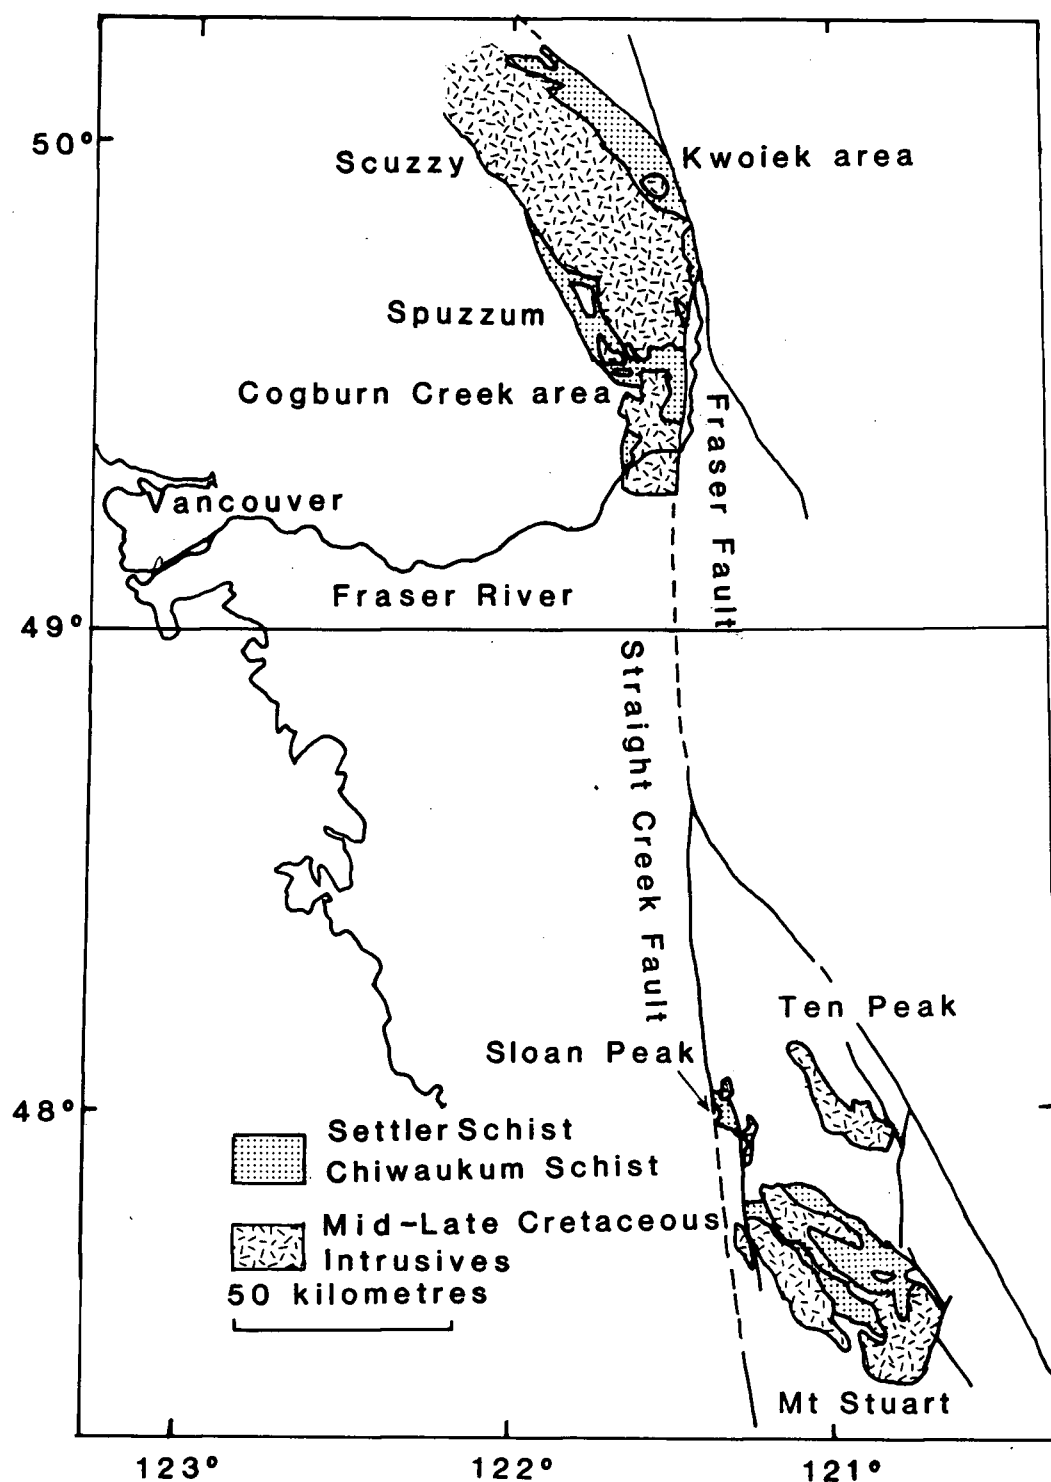 50°
Kwoiek area
Scuzzy
Spuzzum
Cogburn Creek area
Fraser Fault
Vancouver
Fraser River
49°
Straight Creek Fault
Ten Peak
Sloan Peak
48°
Settler Schist
Chiwaukum Schist
Mid-Late Cretaceous
Intrusives
50 kilometres
Mt Stuart
123°
122°
121°